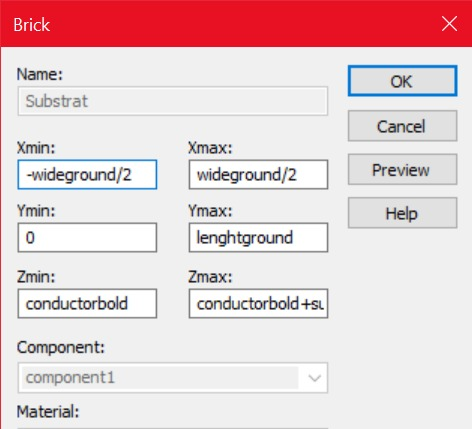 Brick
Name:
Substrat
OK
Cancel
Preview
Help
Xmin:
Xmax:
-wideground/2
wideground/2
Ymin:
Ymax:
0
lenghtground
Zmin:
Zmax:
conductorbold
conductorbold+su
Component:
component1
Material: